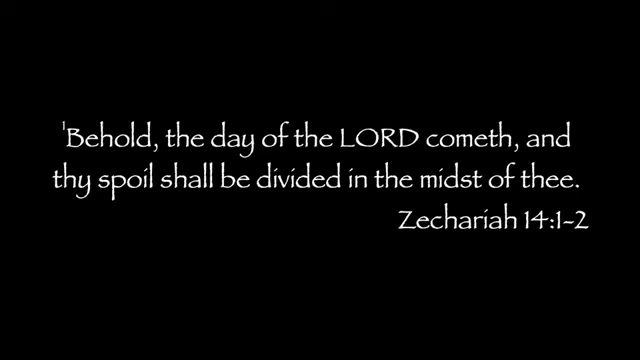 ¹Behold, the day of the LORD cometh, and
thy spoil shall be divided in the midst of thee.
Zechariah 14:1-2